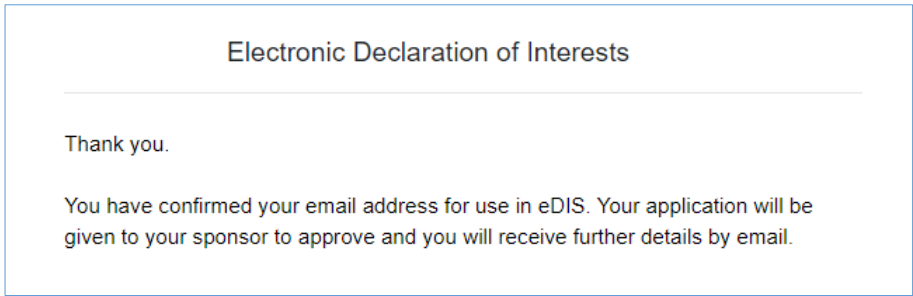 Electronic Declaration of Interests
Thank you.
You have confirmed your email address for use in eDIS. Your application will be
given to your sponsor to approve and you will receive further details by email.